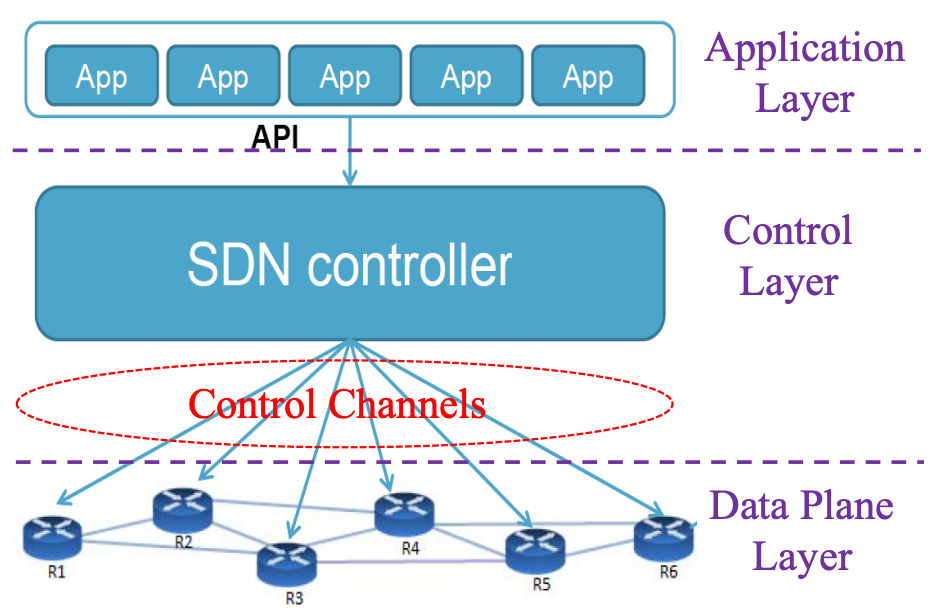 App App App App App
Application
Layer
API
SDN controller
Control
Layer
Control Channels
Data Plane
Layer
R1
R2
R3
R4
R5
R6